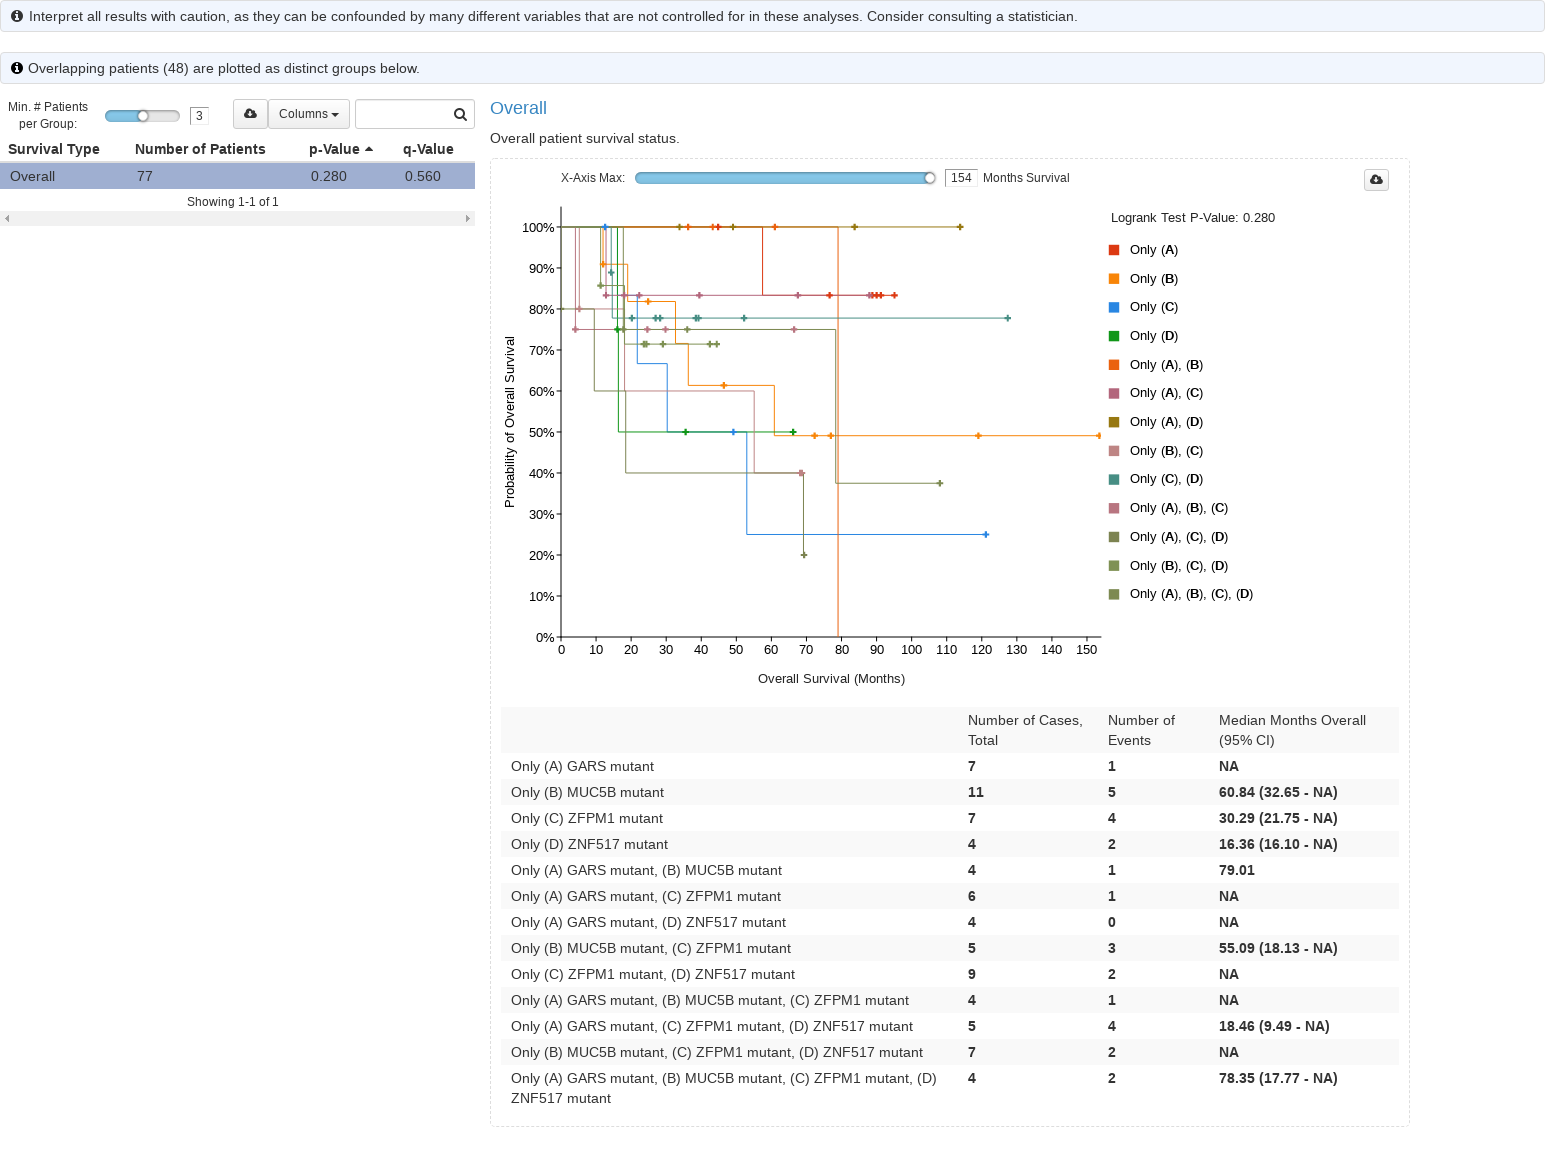 Interpret all results with caution, as they can be confounded by many different variables that are not controlled for in these analyses. Consider consulting a statistician.
Overlapping patients (48) are plotted as distinct groups below.
Min. # Patients
per Group:
3
Columns
Survival Type Number of Patients p-Value q-Value
Overall 77 0.280 0.560
Showing 1-1 of 1
Overall
Overall patient survival status.
X-Axis Max: 154 Months Survival
Logrank Test P-Value: 0.280
100%
90%
80%
70%
60%
50%
40%
30%
20%
10%
0%
Probability of Overall Survival
0 10 20 30 40 50 60 70 80 90 100 110 120 130 140 150
Overall Survival (Months)
Only (A)
Only (B)
Only (C)
Only (D)
Only (A), (B)
Only (A), (C)
Only (A), (D)
Only (B), (C)
Only (C), (D)
Only (A), (B), (C)
Only (A), (C), (D)
Only (B), (C), (D)
Only (A), (B), (C), (D)
Number of Cases, Number of Median Months Overall
Total Events (95% CI)
Only (A) GARS mutant 7 1 NA
Only (B) MUC5B mutant 11 5 60.84 (32.65 - NA)
Only (C) ZFPM1 mutant 7 4 30.29 (21.75 - NA)
Only (D) ZNF517 mutant 4 2 16.36 (16.10 - NA)
Only (A) GARS mutant, (B) MUC5B mutant 4 1 79.01
Only (A) GARS mutant, (C) ZFPM1 mutant 6 1 NA
Only (A) GARS mutant, (D) ZNF517 mutant 4 0 NA
Only (B) MUC5B mutant, (C) ZFPM1 mutant 5 3 55.09 (18.13 - NA)
Only (C) ZFPM1 mutant, (D) ZNF517 mutant 9 2 NA
Only (A) GARS mutant, (B) MUC5B mutant, (C) ZFPM1 mutant 4 1 NA
Only (A) GARS mutant, (C) ZFPM1 mutant, (D) ZNF517 mutant 5 4 18.46 (9.49 - NA)
Only (B) MUC5B mutant, (C) ZFPM1 mutant, (D) ZNF517 mutant 7 2 NA
Only (A) GARS mutant, (B) MUC5B mutant, (C) ZFPM1 mutant, (D) 4 2 78.35 (17.77 - NA)
ZNF517 mutant